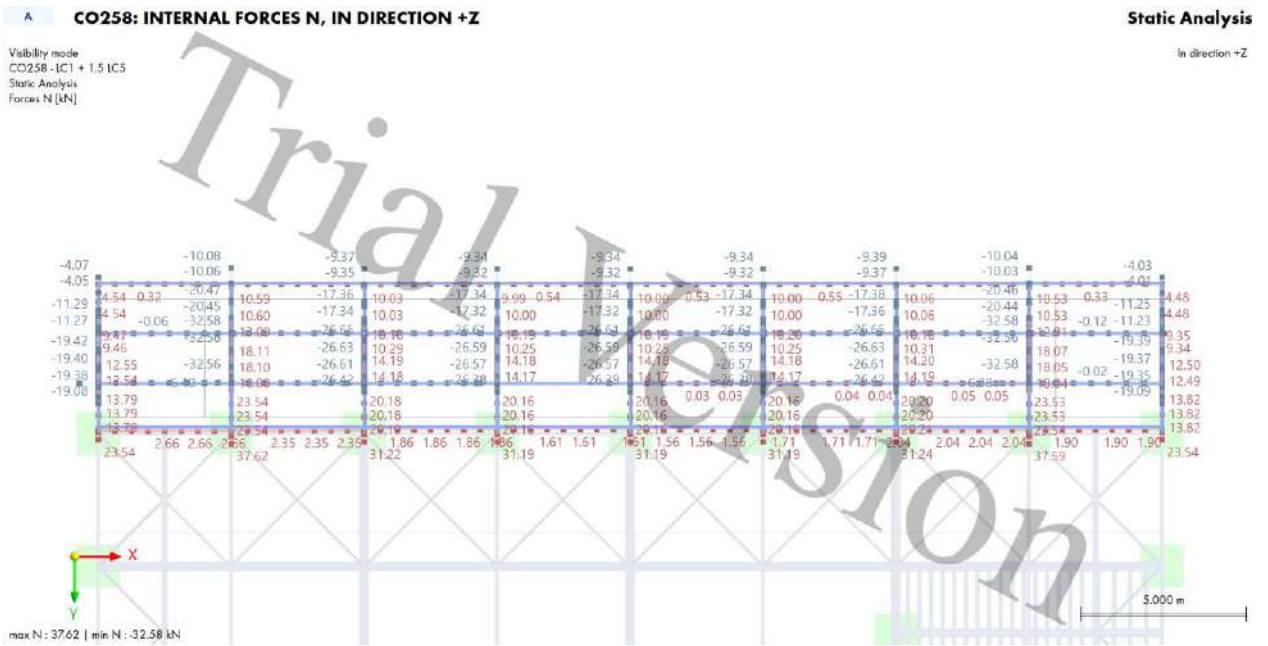 A CO258: INTERNAL FORCES N, IN DIRECTION +Z
Static Analysis
Visibility mode
CO258 - LC1 + 1.5 LC5
Static Analysis
Forces N [kN]
In direction +Z
Trial Version
-10.08 -9.37 -9.34 -9.34 -9.34 -9.39 -10.04
-4.07 -10.06 -9.35 -9.32 -9.32 -9.32 -9.37 -10.03 -4.03
-4.05 -20.47 -20.46 -4.01
-11.29 4.54 0.32 10.59 -17.36 10.03 -17.34 9.99 0.54 -17.34 10.00 0.53 -17.34 10.00 0.55 -17.38 10.06 10.53 0.33 -11.25 4.48
-11.27 4.54 -20.45 10.60 -17.34 10.03 -17.32 10.00 -17.32 10.00 -17.32 10.00 -17.36 10.06 -20.44 10.53 4.48
-0.06 -32.58 -32.58 -0.12 -11.23
-19.42 9.46 18.11 -26.63 10.29 -26.59 10.25 -26.59 10.25 -26.59 10.25 -26.63 10.31 18.07 -19.39 9.35
-19.40 12.55 -32.56 18.10 -26.61 14.19 -26.57 14.18 -26.57 14.18 -26.57 14.18 -26.61 14.20 -32.58 18.05 -19.37 9.34
-19.38 14.18 14.17 14.17 14.17 14.19 -0.02 -19.35 12.50
-19.08 -19.09 12.49
13.79 23.54 20.18 20.16 20.16 0.03 0.03 20.16 0.04 0.04 20.20 0.05 0.05 23.53 13.82
13.79 23.54 20.18 20.16 20.16 20.16 20.20 23.54 13.82
13.82
2.66 2.66 2.35 2.35 2.35 1.86 1.86 1.86 1.61 1.61 1.56 1.56 1.56 1.71 1.71 1.71 2.04 2.04 2.04 1.90 1.90 1.90
23.54 37.62 31.22 31.19 31.19 31.19 31.24 37.59 23.54
X
Y
5.000 m
max N : 37.62 | min N : -32.58 kN